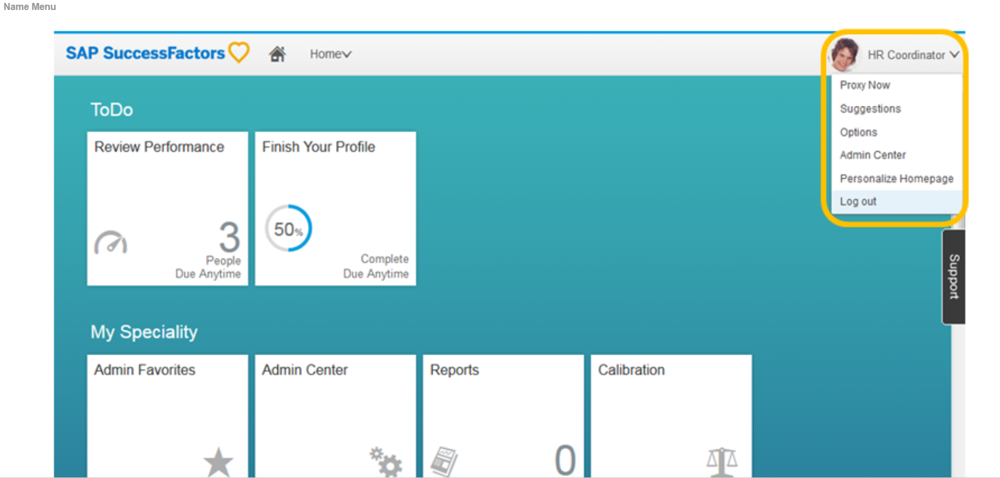 Name Menu
SAP SuccessFactors
Home
HR Coordinator
Proxy Now
Suggestions
Options
Admin Center
Personalize Homepage
Log out
Support
ToDo
Review Performance
3
People
Due Anytime
Finish Your Profile
50%
Complete
Due Anytime
My Speciality
Admin Favorites
Admin Center
Reports
0
Calibration